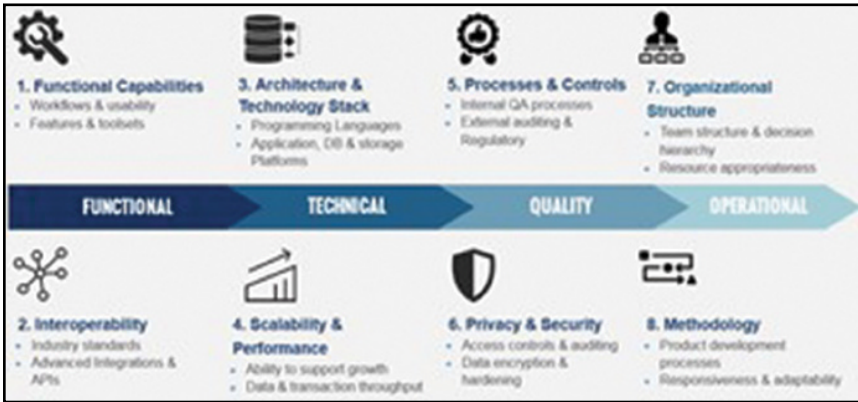 1. Functional Capabilities
Workflows & usability
Features & toolsets
3. Architecture &
Technology Stack
Programming Languages
Application, DB & storage
Platforms
5. Processes & Controls
Internal QA processes
External auditing &
Regulatory
7. Organizational
Structure
Team structure & decision
hierarchy
Resource appropriateness
FUNCTIONAL
TECHNICAL
QUALITY
OPERATIONAL
2. Interoperability
Industry standards
Advanced Integrations &
APIs
4. Scalability &
Performance
Ability to support growth
Data & transaction throughput
6. Privacy & Security
Access controls & auditing
Data encryption &
hardening
8. Methodology
Product development
processes
Responsiveness & adaptability